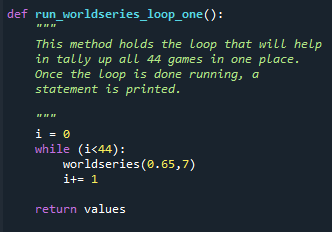 def run_worldseries_loop_one():
"""
This method holds the loop that will help
in tally up all 44 games in one place.
Once the loop is done running, a
statement is printed.
"""
i = 0
while (i<44):
worldseries(0.65,7)
i+= 1
return values